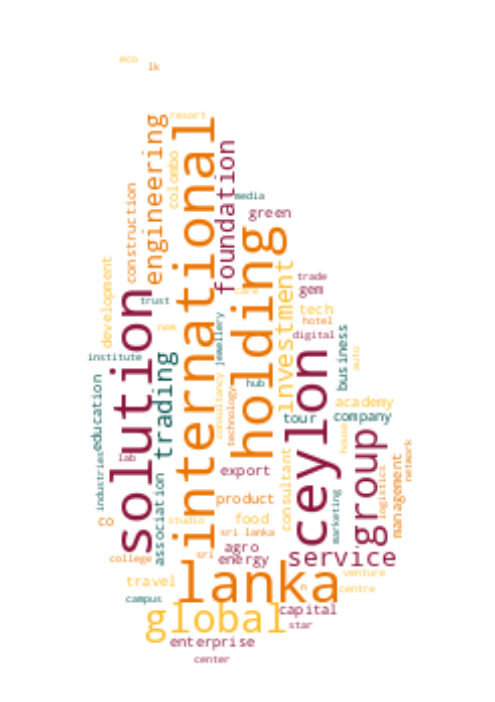 eco
lk
resort
engineering
international
colombo
foundation
construction
media
green
holding
development
investment
trade
gem
solution
trust
care
tech
hotel
new
jewellery
digital
business
institute
trading
ceylon
auto
hub
education
consultancy
technology
academy
tour
company
group
house
industries
lab
association
export
consultant
management
network
logistics
product
marketing
co
studio
food
sri lanka
agro
energy
sri
college
service
travel
lanka
n
venture
centre
campus
global
capital
star
enterprise
center